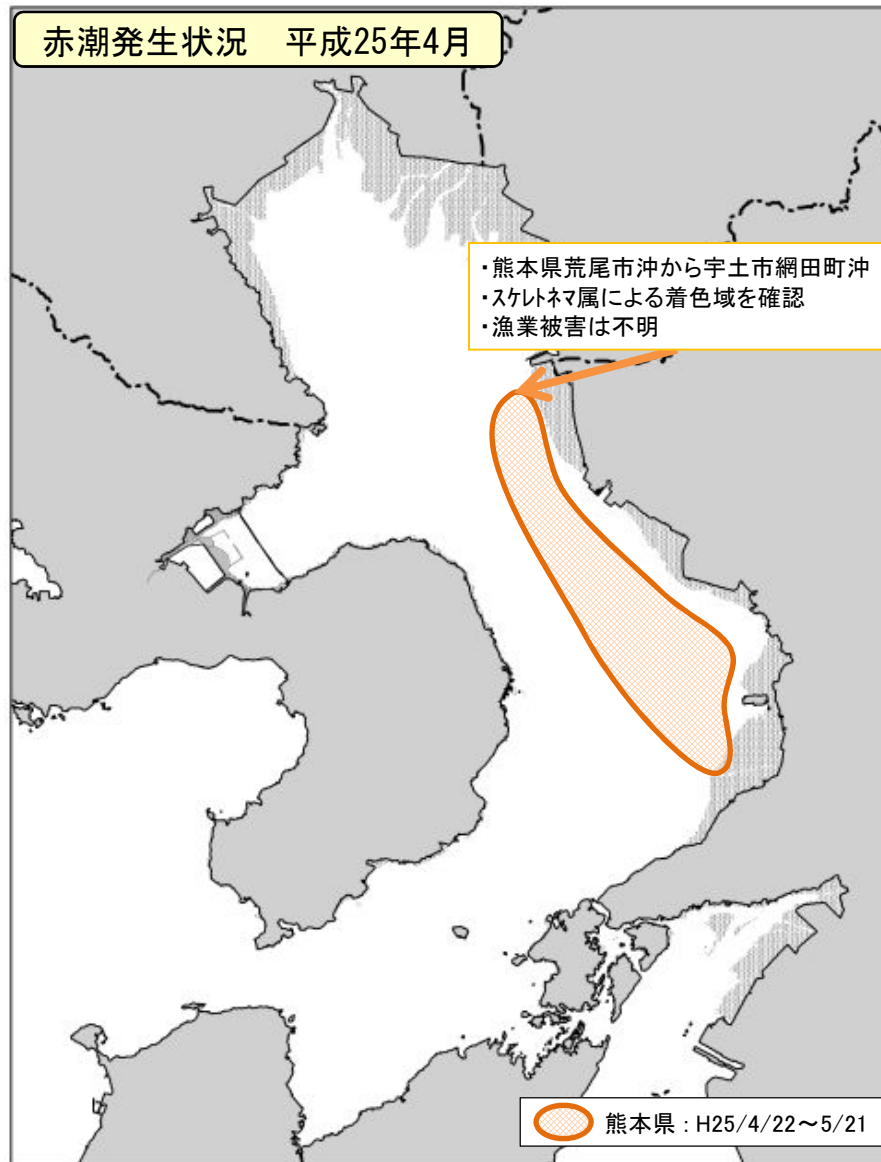 赤潮発生状況　平成25年4月
・熊本県荒尾市沖から宇土市網田町沖
・ｽｹﾚﾄﾈﾏ属による着色域を確認
・漁業被害は不明
熊本県：H25/4/22～5/21